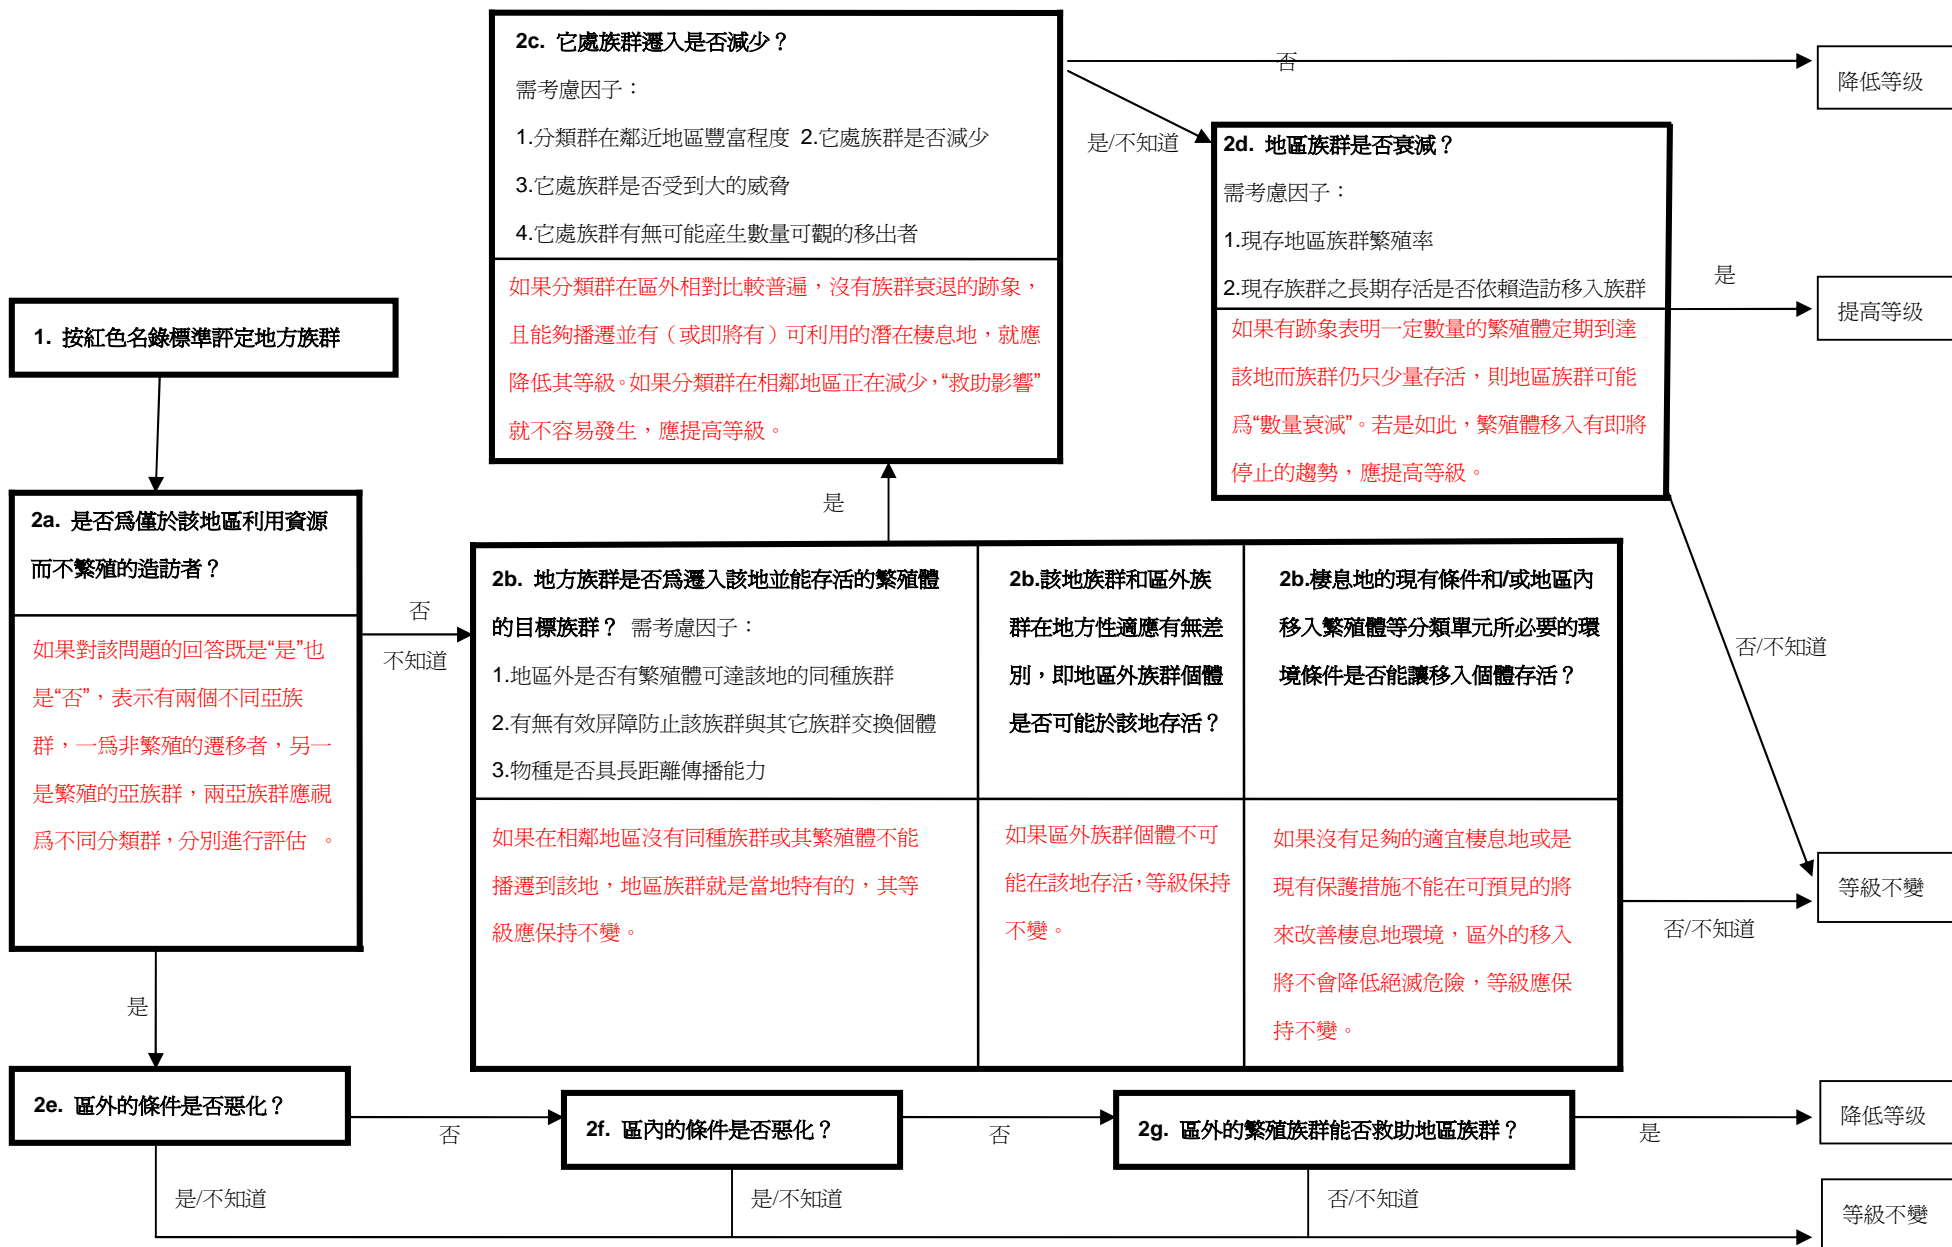 2c. 它處族群遷入是否減少？
需考慮因子：
1.分類群在鄰近地區豐富程度 2.它處族群是否減少
3.它處族群是否受到大的威脅
4.它處族群有無可能産生數量可觀的移出者
如果分類群在區外相對比較普遍，沒有族群衰退的跡象，
且能夠播遷並有（或即將有）可利用的潛在棲息地，就應
降低其等級。如果分類群在相鄰地區正在減少，“救助影響”
就不容易發生，應提高等級。
否
降低等级
是/不知道
2d. 地區族群是否衰減？
需考慮因子：
1.現存地區族群繁殖率
2.現存族群之長期存活是否依賴造訪移入族群
如果有跡象表明一定數量的繁殖體定期到達
該地而族群仍只少量存活，則地區族群可能
爲“數量衰減”。若是如此，繁殖體移入有即將
停止的趨勢，應提高等級。
是
提高等级
1. 按紅色名錄標準評定地方族群
2a. 是否爲僅於該地區利用資源
而不繁殖的造訪者？
如果對該問題的回答既是“是”也
是“否”，表示有兩個不同亞族
群，一爲非繁殖的遷移者，另一
是繁殖的亞族群，兩亞族群應視
爲不同分類群，分別進行評估 。
否
不知道
是
2b. 地方族群是否爲遷入該地並能存活的繁殖體
的目標族群？ 需考慮因子：
1.地區外是否有繁殖體可達該地的同種族群
2.有無有效屏障防止該族群與其它族群交換個體
3.物種是否具長距離傳播能力
如果在相鄰地區沒有同種族群或其繁殖體不能
播遷到該地，地區族群就是當地特有的，其等
級應保持不變。
2b.該地族群和區外族
群在地方性適應有無差
別，即地區外族群個體
是否可能於該地存活？
如果區外族群個體不可
能在該地存活，等級保持
不變。
2b.棲息地的現有條件和/或地區內
移入繁殖體等分類單元所必要的環
境條件是否能讓移入個體存活？
如果沒有足夠的適宜棲息地或是
現有保護措施不能在可預見的將
來改善棲息地環境，區外的移入
將不會降低絕滅危險，等級應保
持不變。
否/不知道
否/不知道
等級不變
是
2e. 區外的條件是否惡化？
否
2f. 區內的條件是否惡化？
否
2g. 區外的繁殖族群能否救助地區族群？
是
降低等级
是/不知道
是/不知道
否/不知道
等級不變